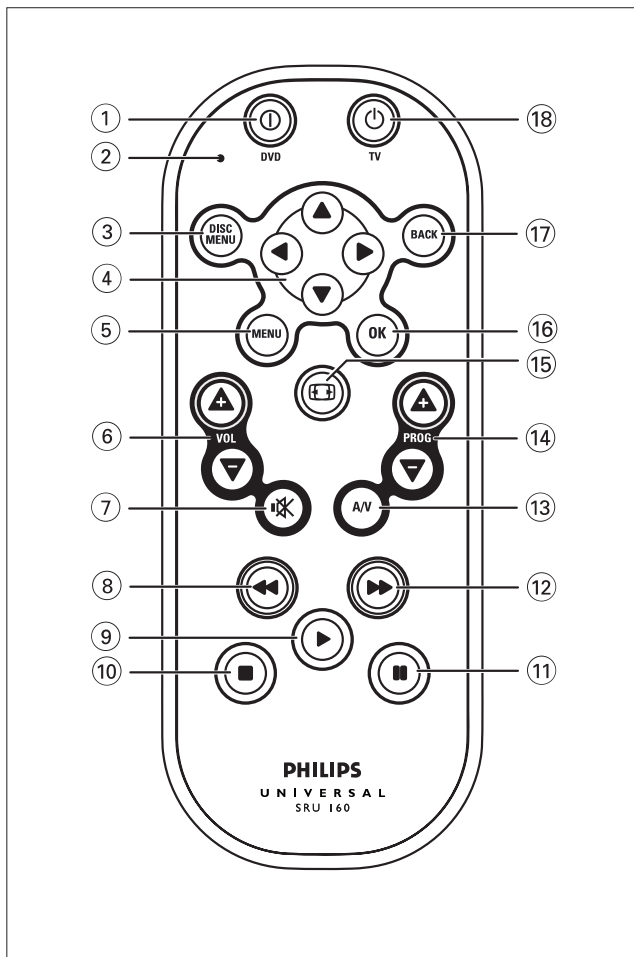 1
18
2
DVD
TV
3
DISC
MENU
BACK
17
4
5
MENU
OK
16
15
6
VOL
PROG
14
7
A/V
13
8
12
9
10
11
PHILIPS
UNIVERSAL
SRU 160